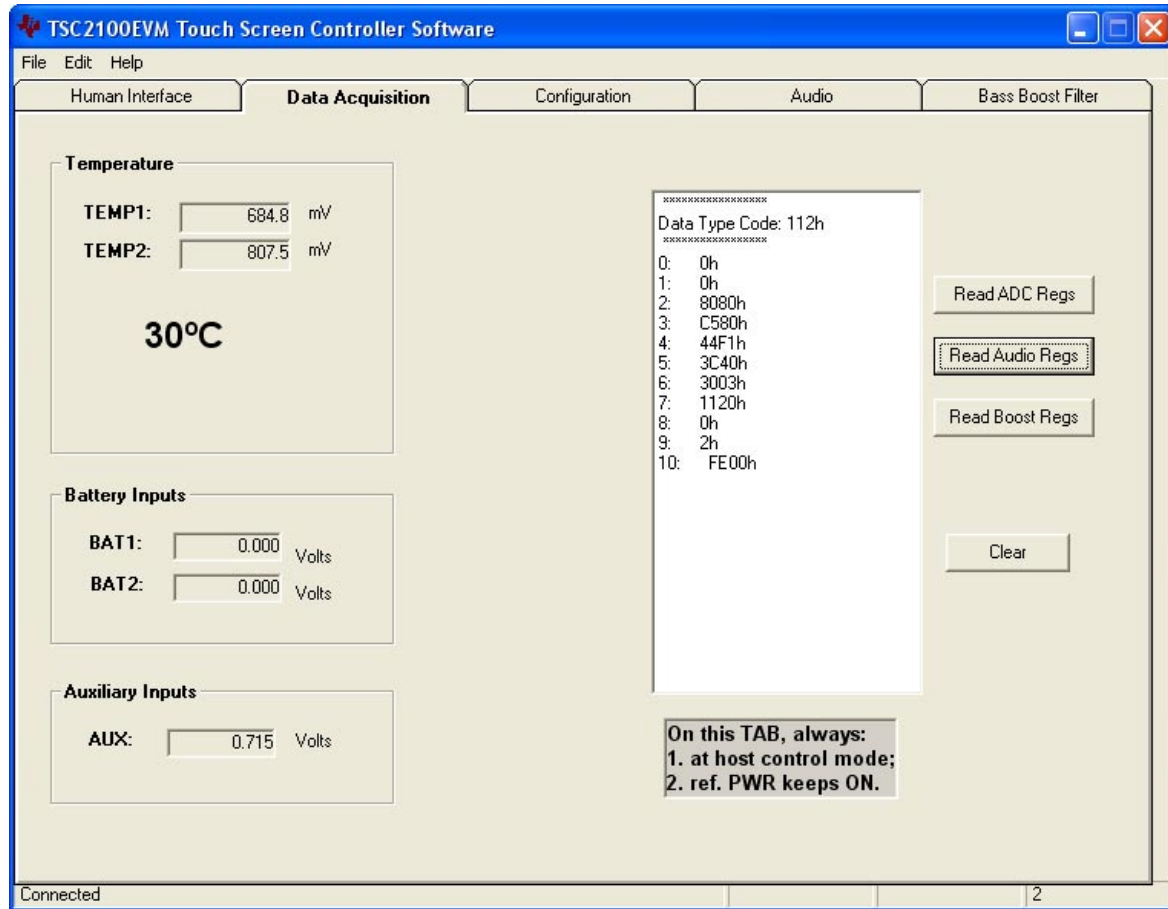 TSC2100EVM Touch Screen Controller Software
File Edit Help
Human Interface Data Acquisition Configuration Audio Bass Boost Filter
Temperature
TEMP1: 684.8 mV
TEMP2: 807.5 mV
30ºC
Battery Inputs
BAT1: 0.000 Volts
BAT2: 0.000 Volts
Auxiliary Inputs
AUX: 0.715 Volts
*****************
Data Type Code: 112h
*****************
0: 0h
1: 0h
2: 8080h
3: C580h
4: 44F1h
5: 3C40h
6: 3003h
7: 1120h
8: 0h
9: 2h
10: FE00h
Read ADC Regs
Read Audio Regs
Read Boost Regs
Clear
On this TAB, always:
1. at host control mode;
2. ref. PWR keeps ON.
Connected 2